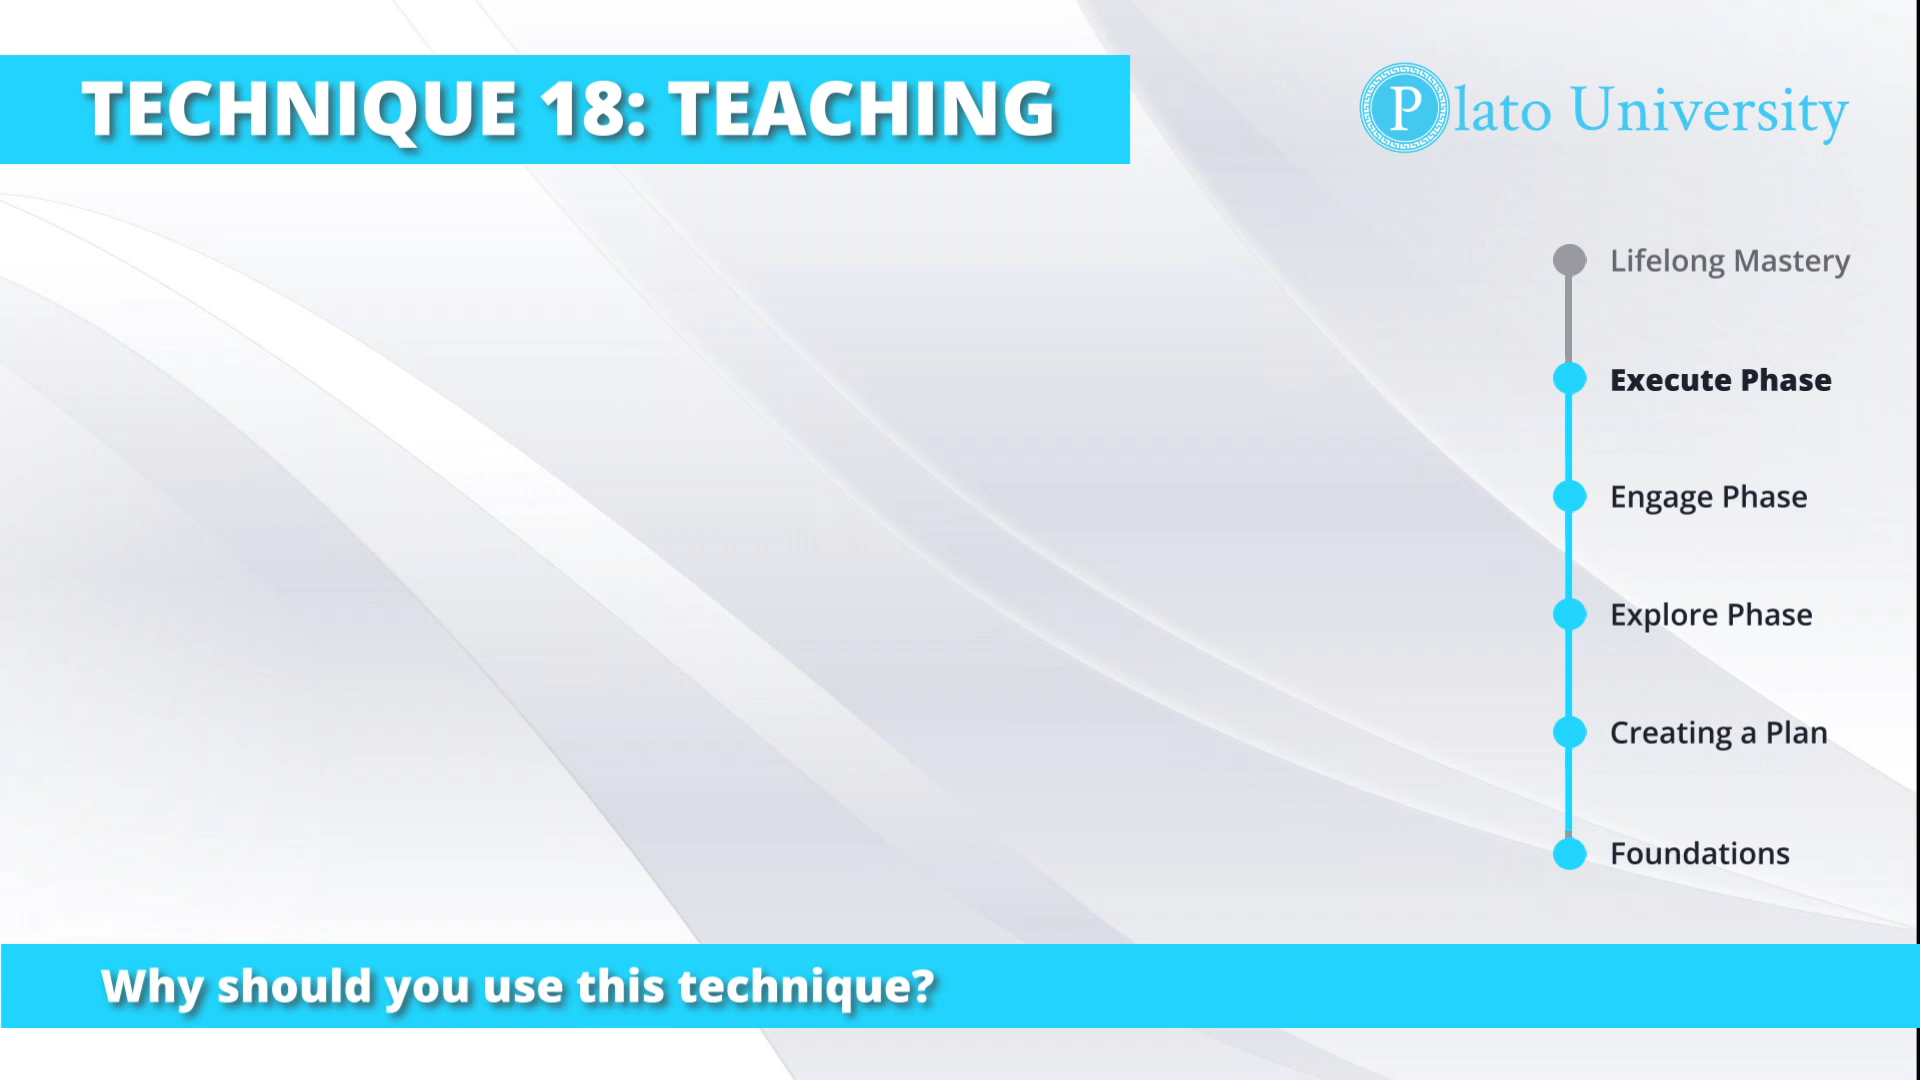 TECHNIQUE 18: TEACHING
Plato University
Lifelong Mastery
Execute Phase
Engage Phase
Explore Phase
Creating a Plan
Foundations
Why should you use this technique?